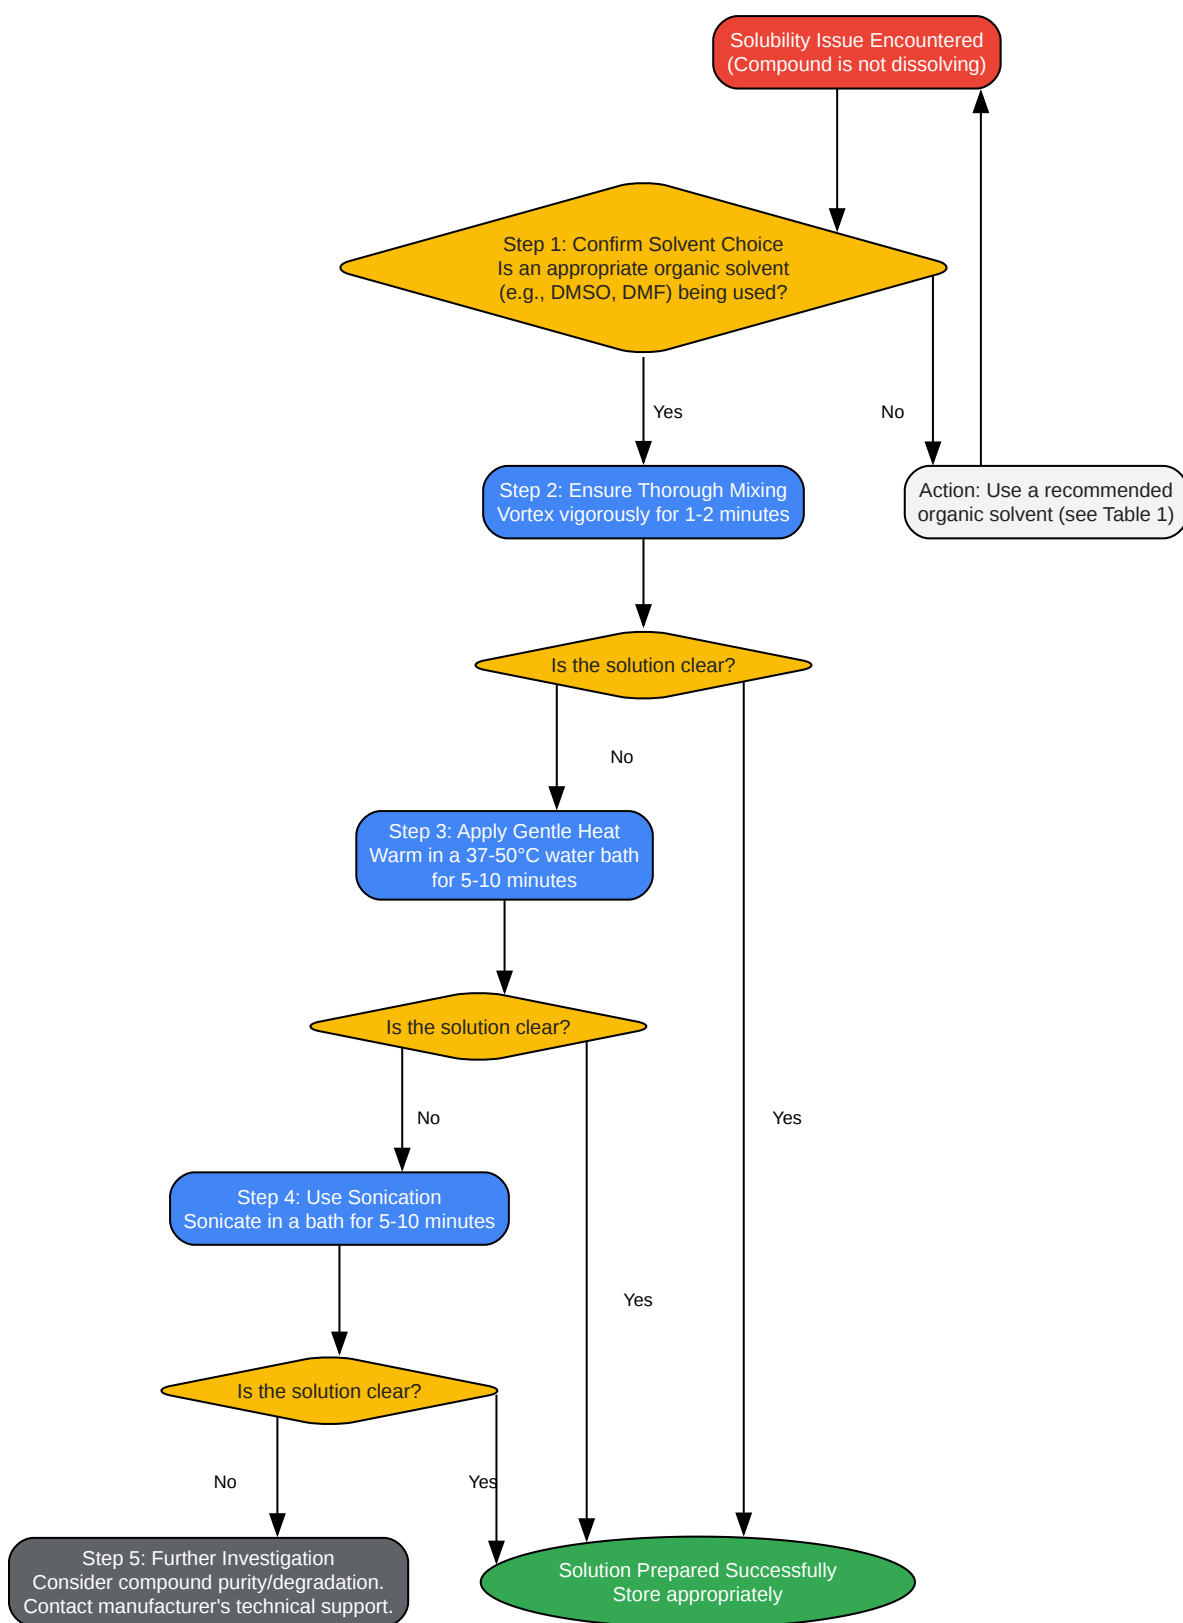 Solubility Issue Encountered
(Compound is not dissolving)
Step 1: Confirm Solvent Choice
Is an appropriate organic solvent
(e.g., DMSO, DMF) being used?
Yes
No
Step 2: Ensure Thorough Mixing
Vortex vigorously for 1-2 minutes
Action: Use a recommended
organic solvent (see Table 1)
Is the solution clear?
No
Step 3: Apply Gentle Heat
Warm in a 37-50°C water bath
for 5-10 minutes
Is the solution clear?
No
Yes
Step 4: Use Sonication
Sonicate in a bath for 5-10 minutes
Yes
Is the solution clear?
No
Yes
Step 5: Further Investigation
Consider compound purity/degradation.
Contact manufacturer's technical support.
Solution Prepared Successfully
Store appropriately